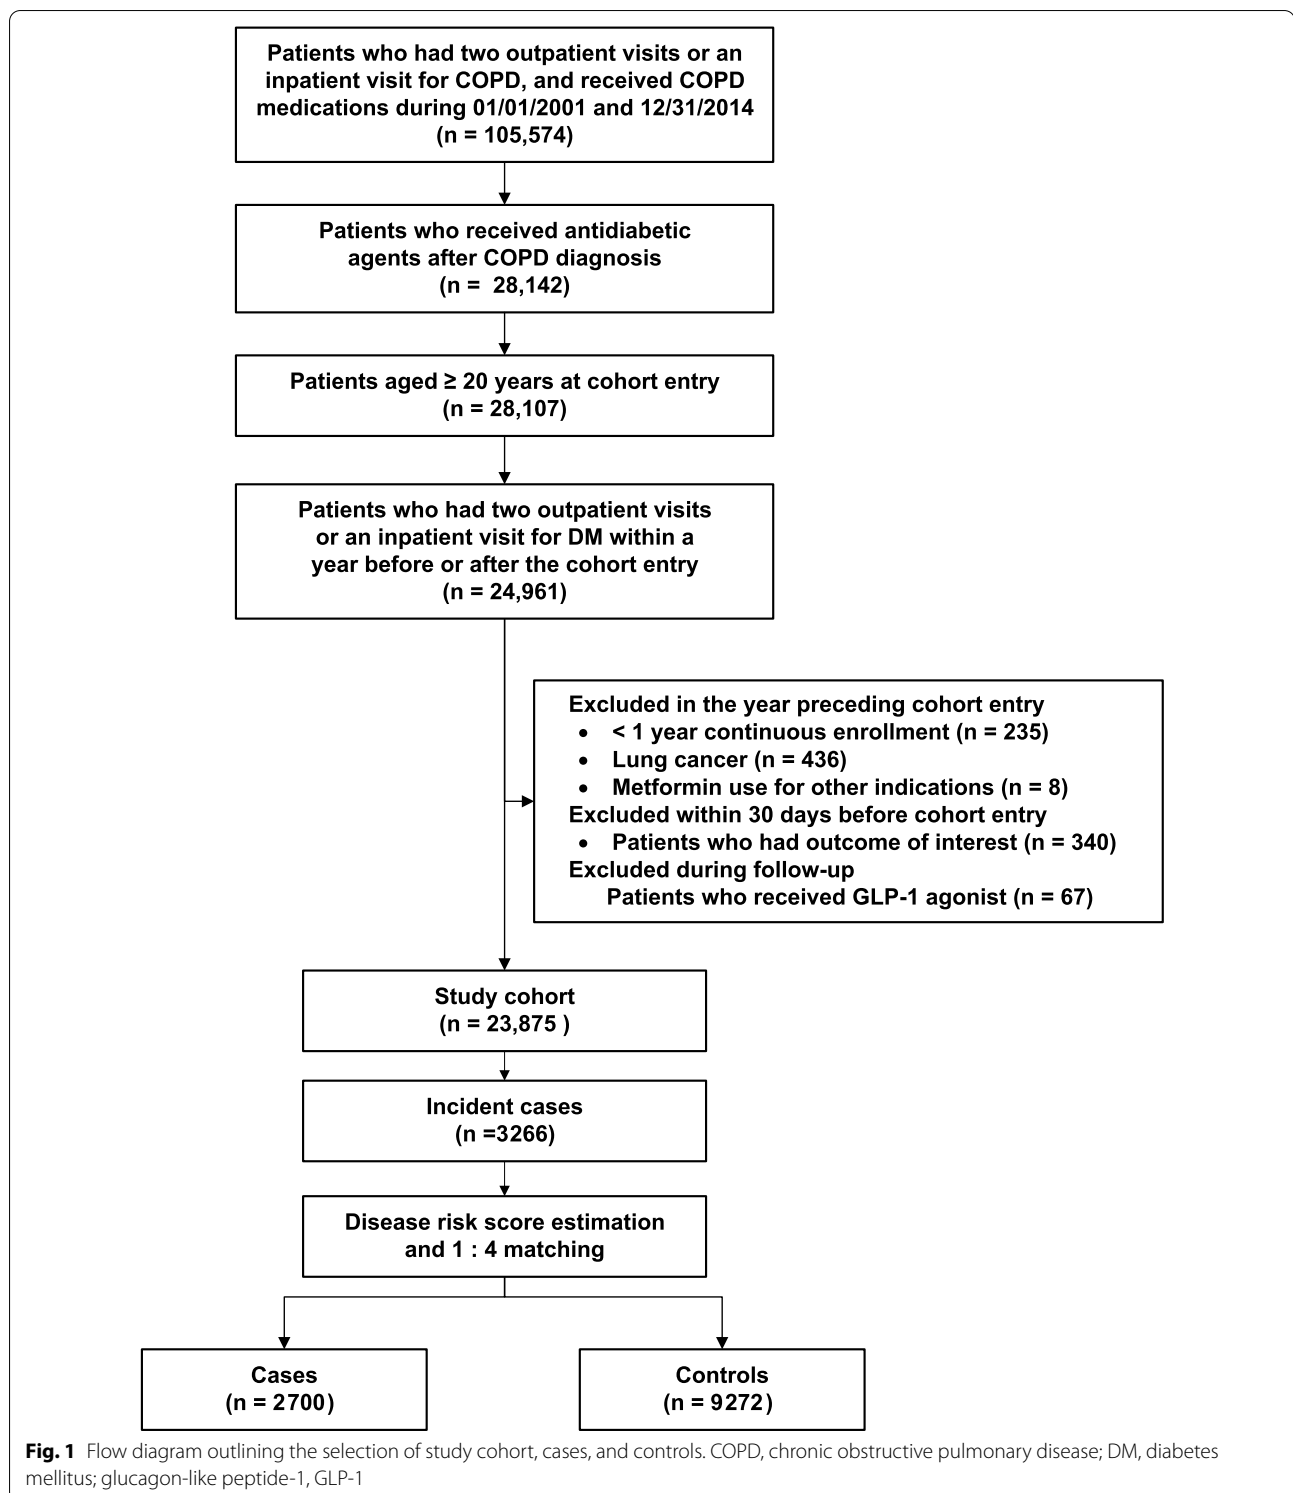 Patients who had two outpatient visits or an
inpatient visit for COPD, and received COPD
medications during 01/01/2001 and 12/31/2014
(n = 105,574)
Patients who received antidiabetic
agents after COPD diagnosis
(n = 28,142)
Patients aged ≥ 20 years at cohort entry
(n = 28,107)
Patients who had two outpatient visits
or an inpatient visit for DM within a
year before or after the cohort entry
(n = 24,961)
Excluded in the year preceding cohort entry
• < 1 year continuous enrollment (n = 235)
• Lung cancer (n = 436)
• Metformin use for other indications (n = 8)
Excluded within 30 days before cohort entry
• Patients who had outcome of interest (n = 340)
Excluded during follow-up
Patients who received GLP-1 agonist (n = 67)
Study cohort
(n = 23,875 )
Incident cases
(n =3266)
Disease risk score estimation
and 1 : 4 matching
Cases
(n = 2700)
Controls
(n = 9272)
Fig. 1 Flow diagram outlining the selection of study cohort, cases, and controls. COPD, chronic obstructive pulmonary disease; DM, diabetes
mellitus; glucagon-like peptide-1, GLP-1